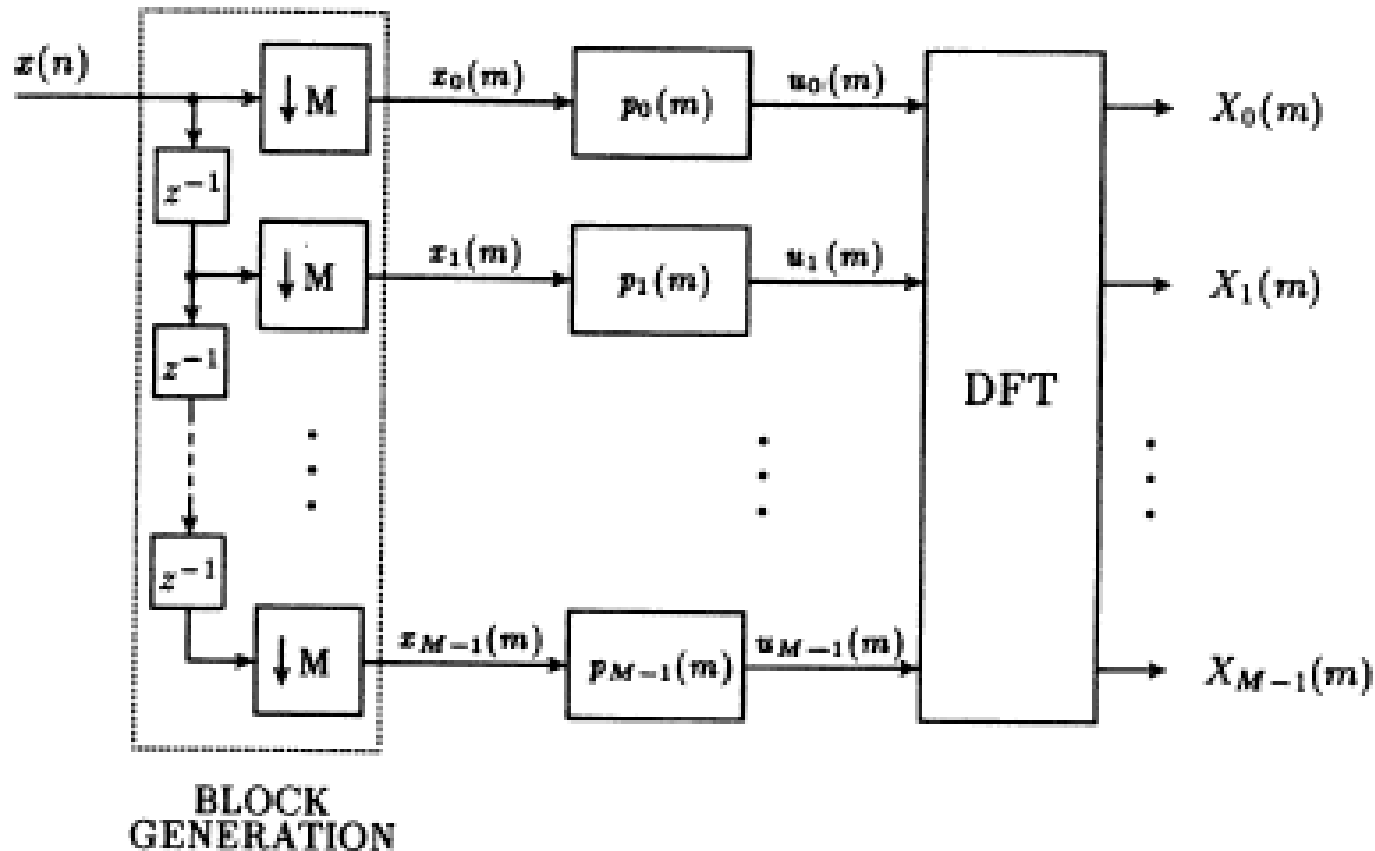 x(n)
↓ M
x₀(m)
p₀(m)
u₀(m)
X₀(m)
z⁻¹
↓ M
x₁(m)
p₁(m)
u₁(m)
X₁(m)
z⁻¹
DFT
z⁻¹
↓ M
x_{M-1}(m)
p_{M-1}(m)
u_{M-1}(m)
X_{M-1}(m)
BLOCK
GENERATION